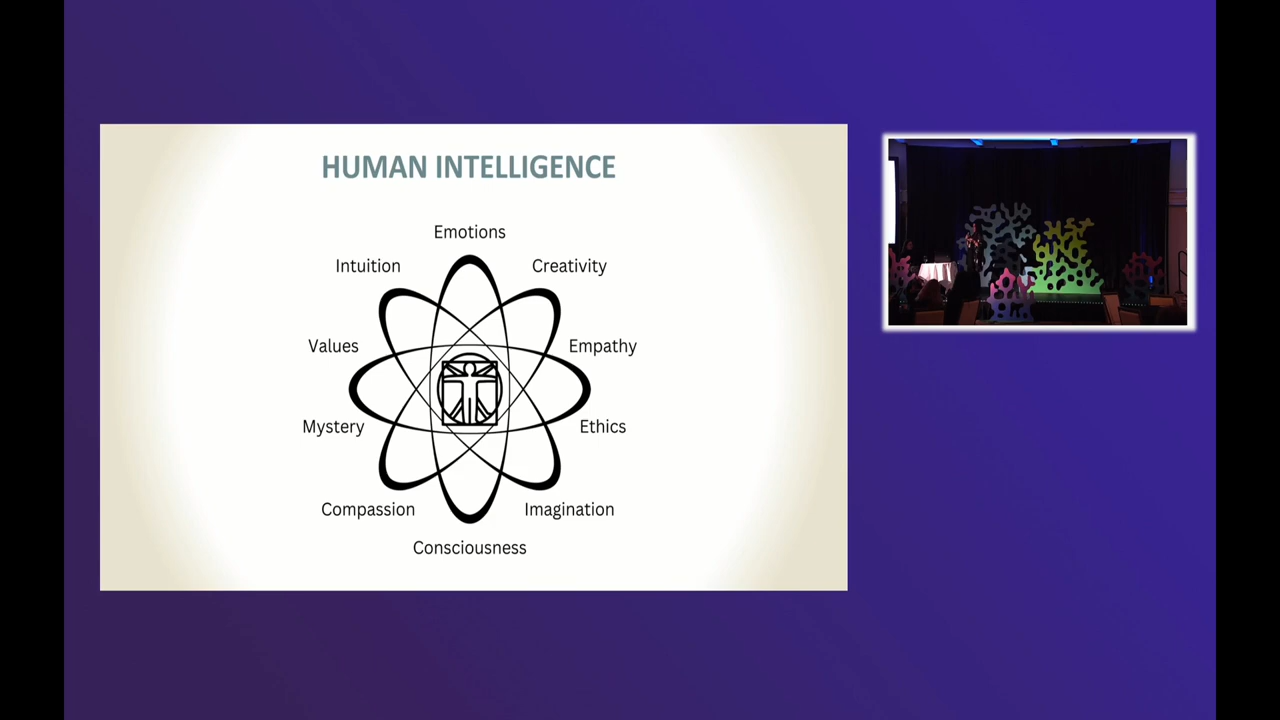 HUMAN INTELLIGENCE
Emotions
Intuition
Creativity
Values
Empathy
Mystery
Ethics
Compassion
Imagination
Consciousness